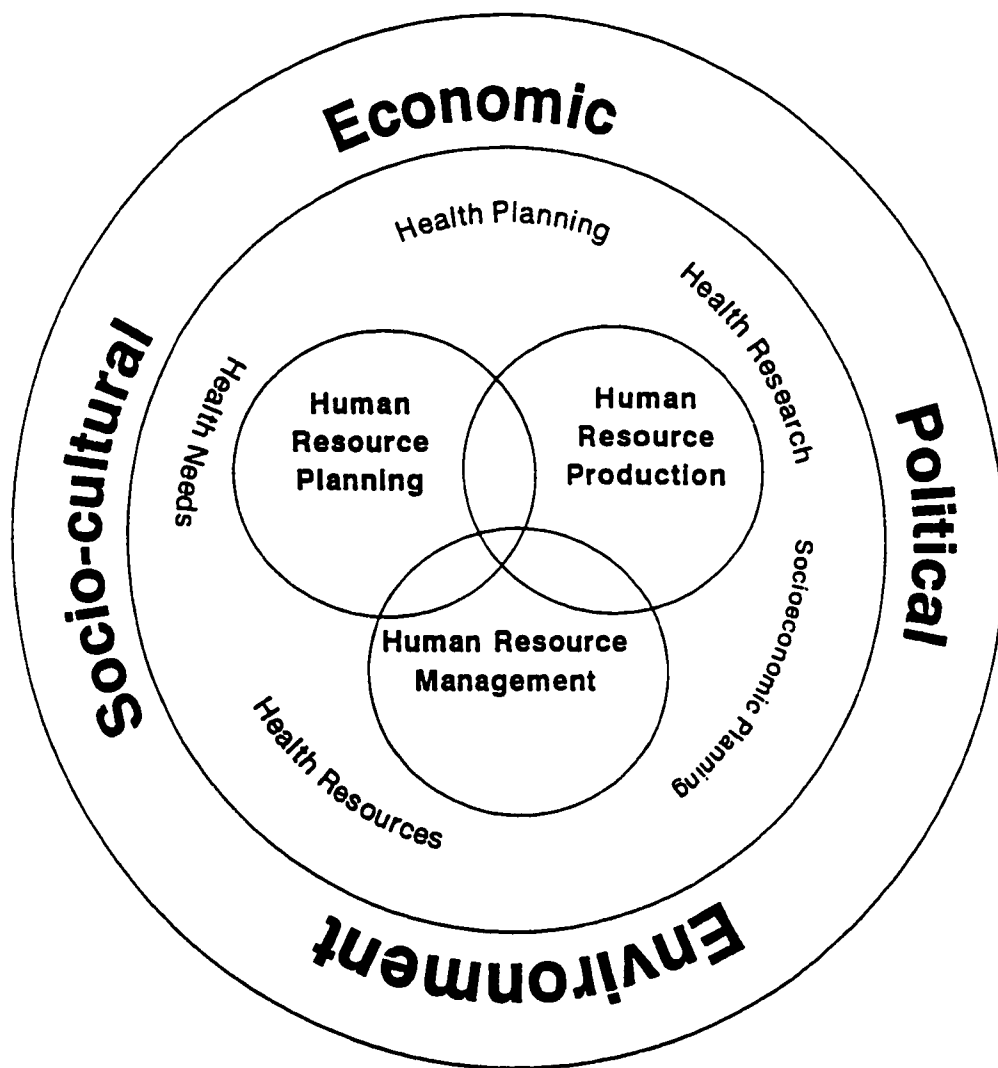 Economic
Political
Environment
Socio-cultural
Health Planning
Health Research
Socioeconomic Planning
Health Resources
Health Needs
Human
Resource
Planning
Human
Resource
Production
Human Resource
Management